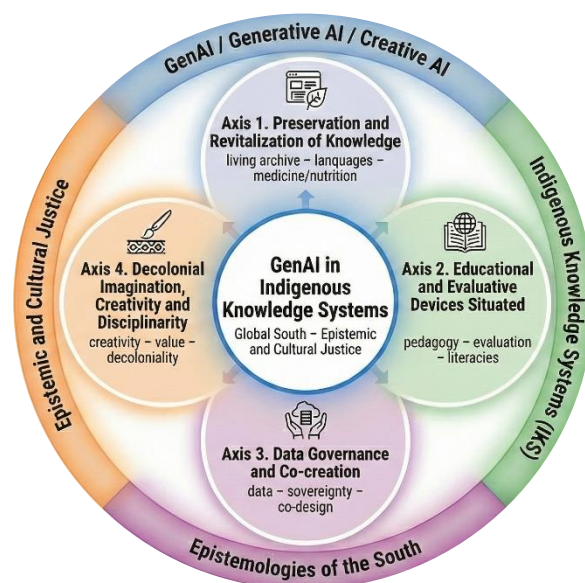 GenAI / Generative AI / Creative AI
Axis 1. Preservation and
Revitalization of Knowledge
living archive – languages –
medicine/nutrition
Indigenous Knowledge Systems (IKS)
Axis 2. Educational
and Evaluative
Devices Situated
pedagogy – evaluation
– literacies
GenAI in
Indigenous
Knowledge Systems
Global South – Epistemic
and Cultural Justice
Axis 4. Decolonial
Imagination,
Creativity and
Disciplinarity
creativity – value –
decoloniality
Epistemic and Cultural Justice
Axis 3. Data Governance
and Co-creation
data – sovereignty –
co-design
Epistemologies of the South